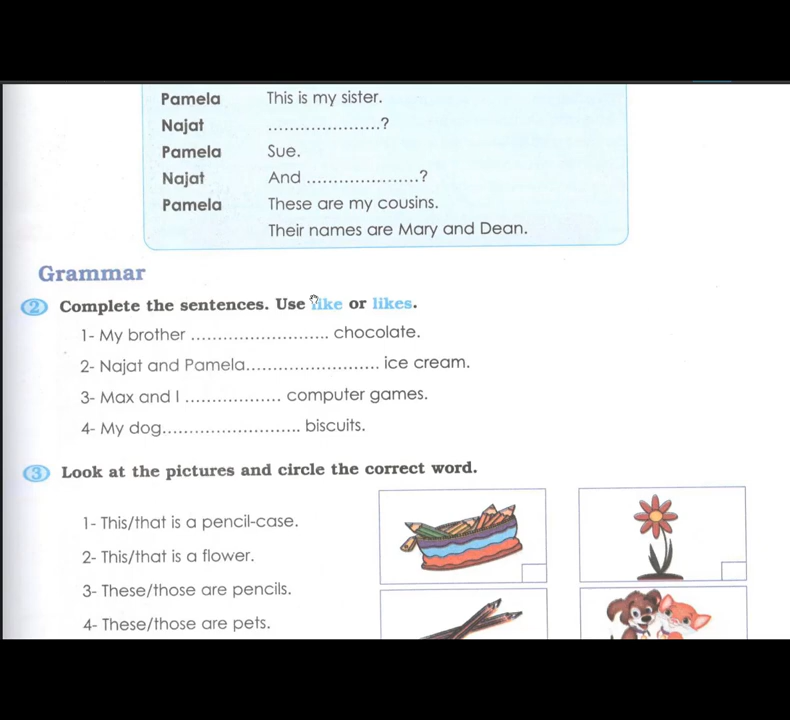 Pamela This is my sister.
Najat .....................?
Pamela Sue.
Najat And .....................?
Pamela These are my cousins.
Their names are Mary and Dean.
Grammar
2 Complete the sentences. Use like or likes.
1- My brother ........................... chocolate.
2- Najat and Pamela.......................... ice cream.
3- Max and I ................. computer games.
4- My dog........................... biscuits.
3 Look at the pictures and circle the correct word.
1- This/that is a pencil-case.
2- This/that is a flower.
3- These/those are pencils.
4- These/those are pets.